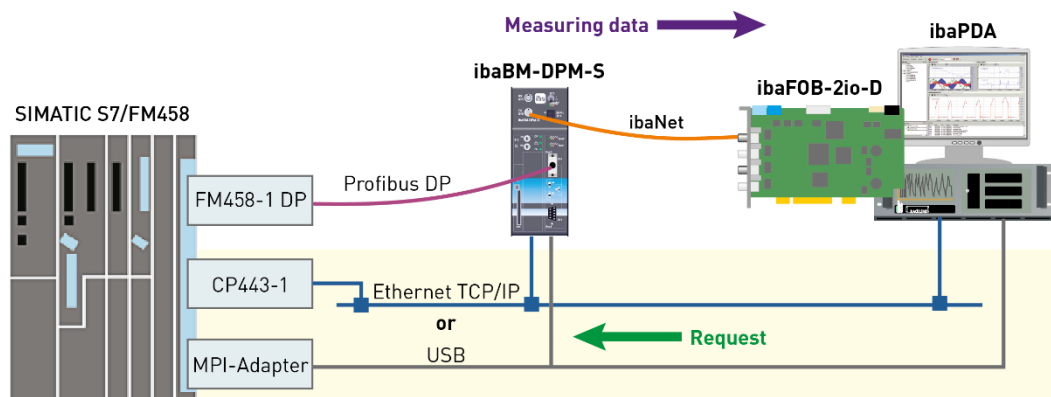 Measuring data
ibaPDA
ibaBM-DPM-S
ibaFOB-2io-D
SIMATIC S7/FM458
ibaNet
Profibus DP
FM458-1 DP
CP443-1
Ethernet TCP/IP
or
Request
USB
MPI-Adapter